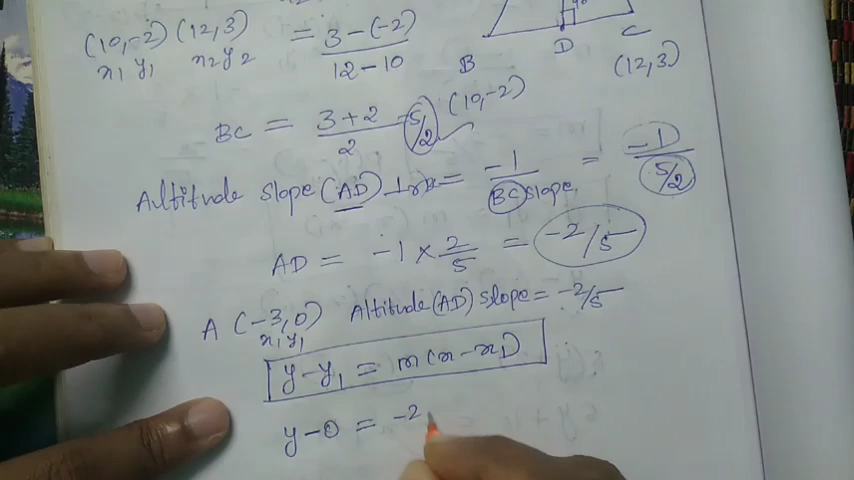 (10,-2) (12,3) = 3-(-2)/12-10
x1 y1 x2 y2
B D C
(12,3)
(10,-2)
BC = 3+2/2 = 5/2
Altitude slope (AD) ⊥ = -1/BC slope = -1/5/2
AD = -1 × 2/5 = -2/5
A (-3,0) Altitude (AD) slope = -2/5
x1 y1
y-y1 = m(x-x1)
y-0 = -2